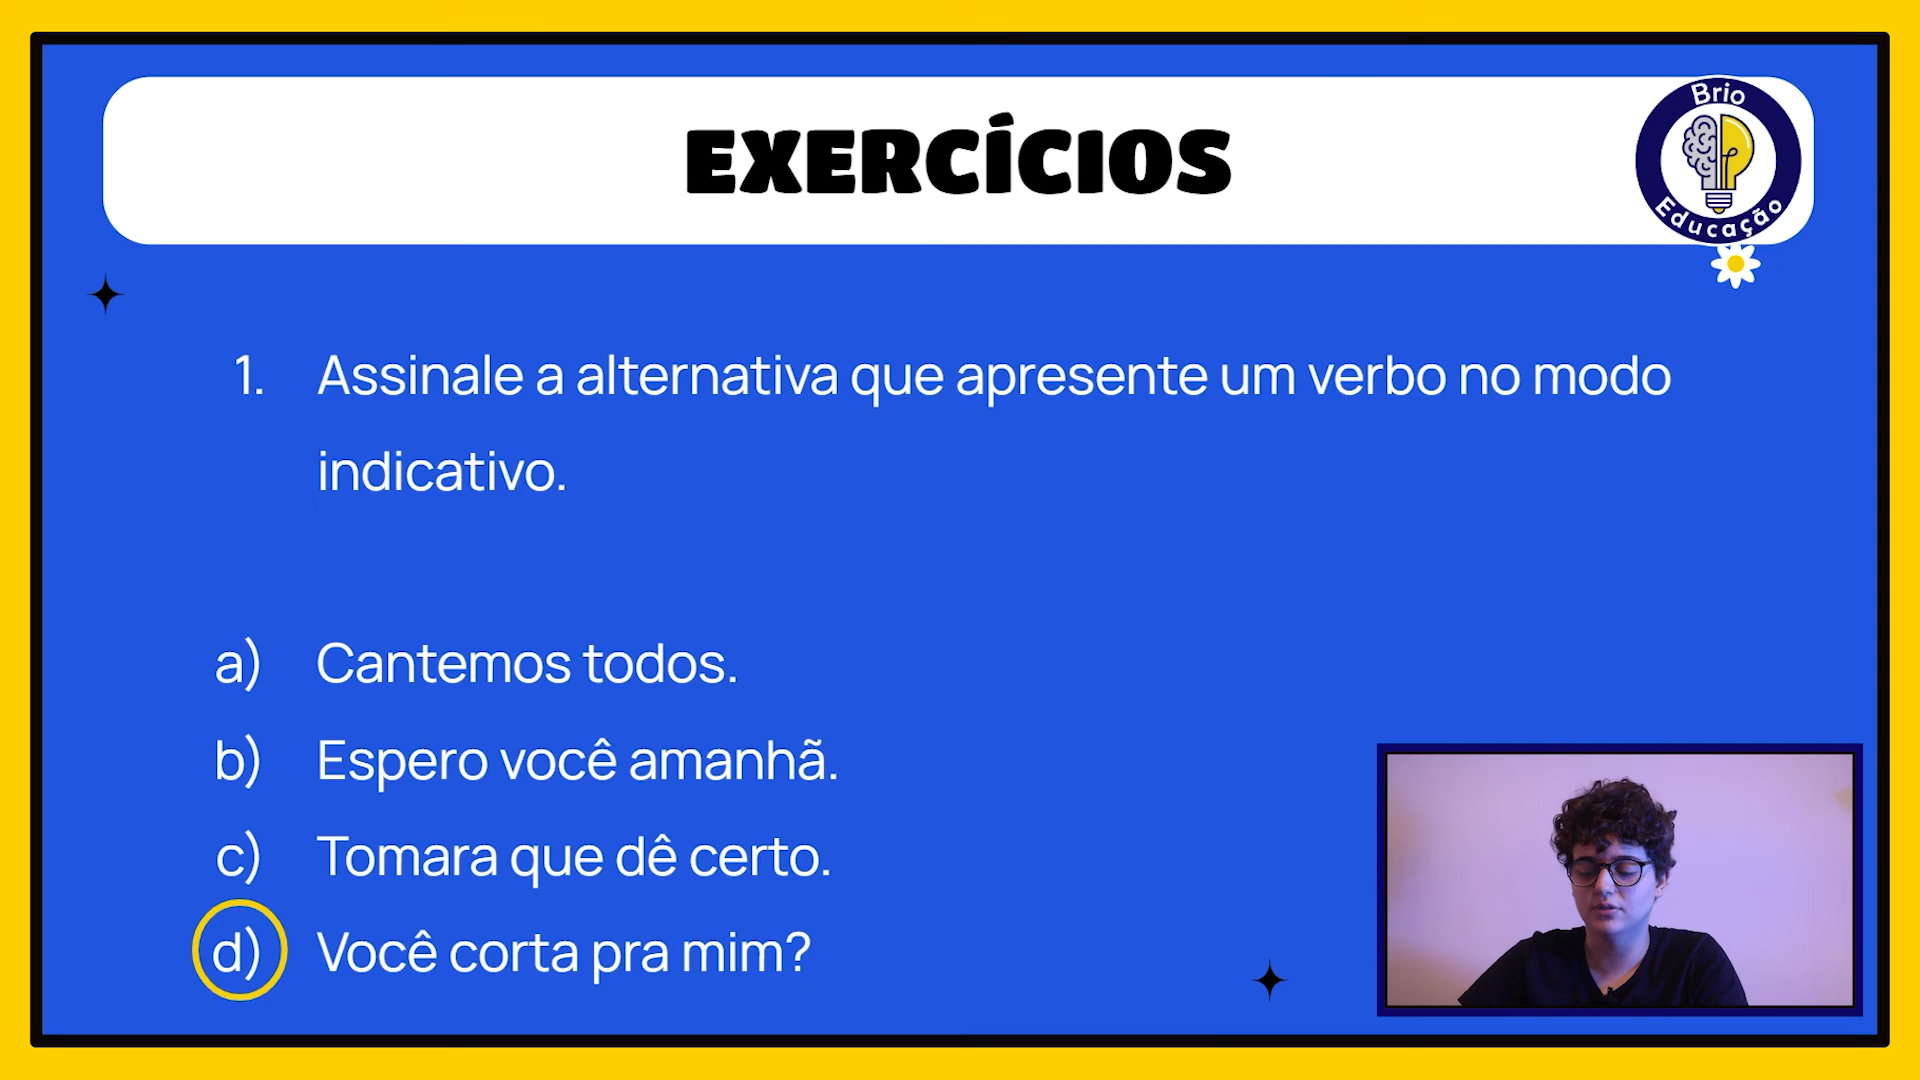 EXERCÍCIOS
Brio
Educação
1. Assinale a alternativa que apresente um verbo no modo
indicativo.
a) Cantemos todos.
b) Espero você amanhã.
c) Tomara que dê certo.
d) Você corta pra mim?